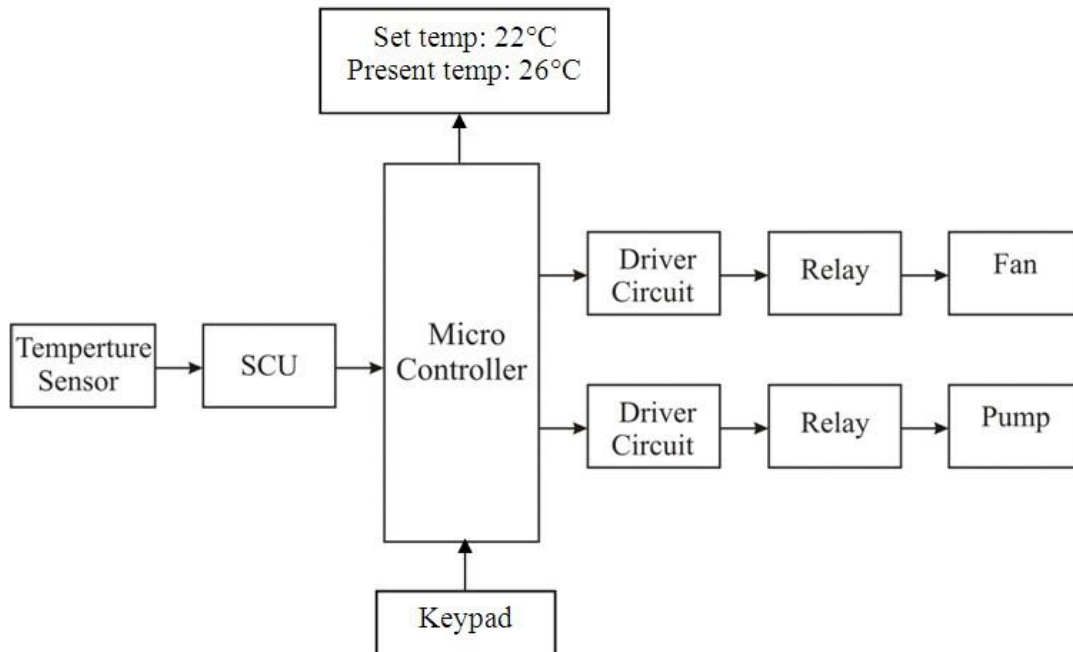 Set temp: 22°C
Present temp: 26°C
Driver
Circuit
Relay
Fan
Temperture
Sensor
SCU
Micro
Controller
Driver
Circuit
Relay
Pump
Keypad